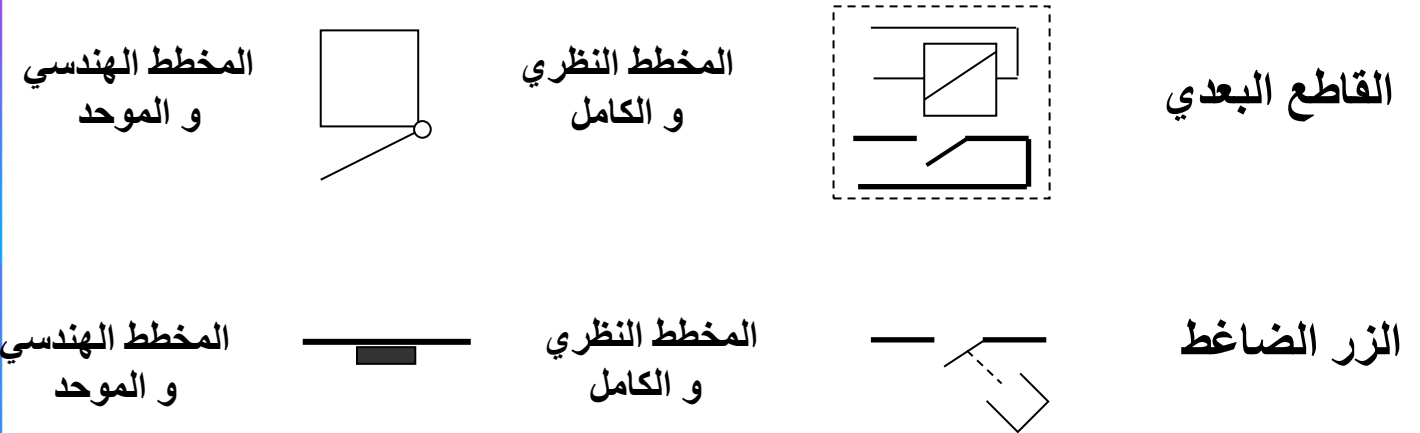 القاطع البعدي
المخطط النظري
و الكامل
المخطط الهندسي
و الموحد
الزر الضاغط
المخطط النظري
و الكامل
المخطط الهندسي
و الموحد